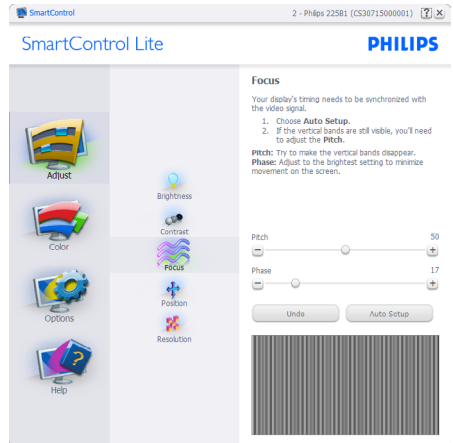 SmartControl
2 - Philips 225B1 (CS30715000001)
?
SmartControl Lite
PHILIPS
Adjust
Color
Options
Help
Brightness
Contrast
Focus
Position
Resolution
Focus
Your display's timing needs to be synchronized with
the video signal.
1. Choose Auto Setup.
2. If the vertical bands are still visible, you'll need
to adjust the Pitch.
Pitch: Try to make the vertical bands disappear.
Phase: Adjust to the brightest setting to minimize
movement on the screen.
Pitch 50
Phase 17
Undo Auto Setup